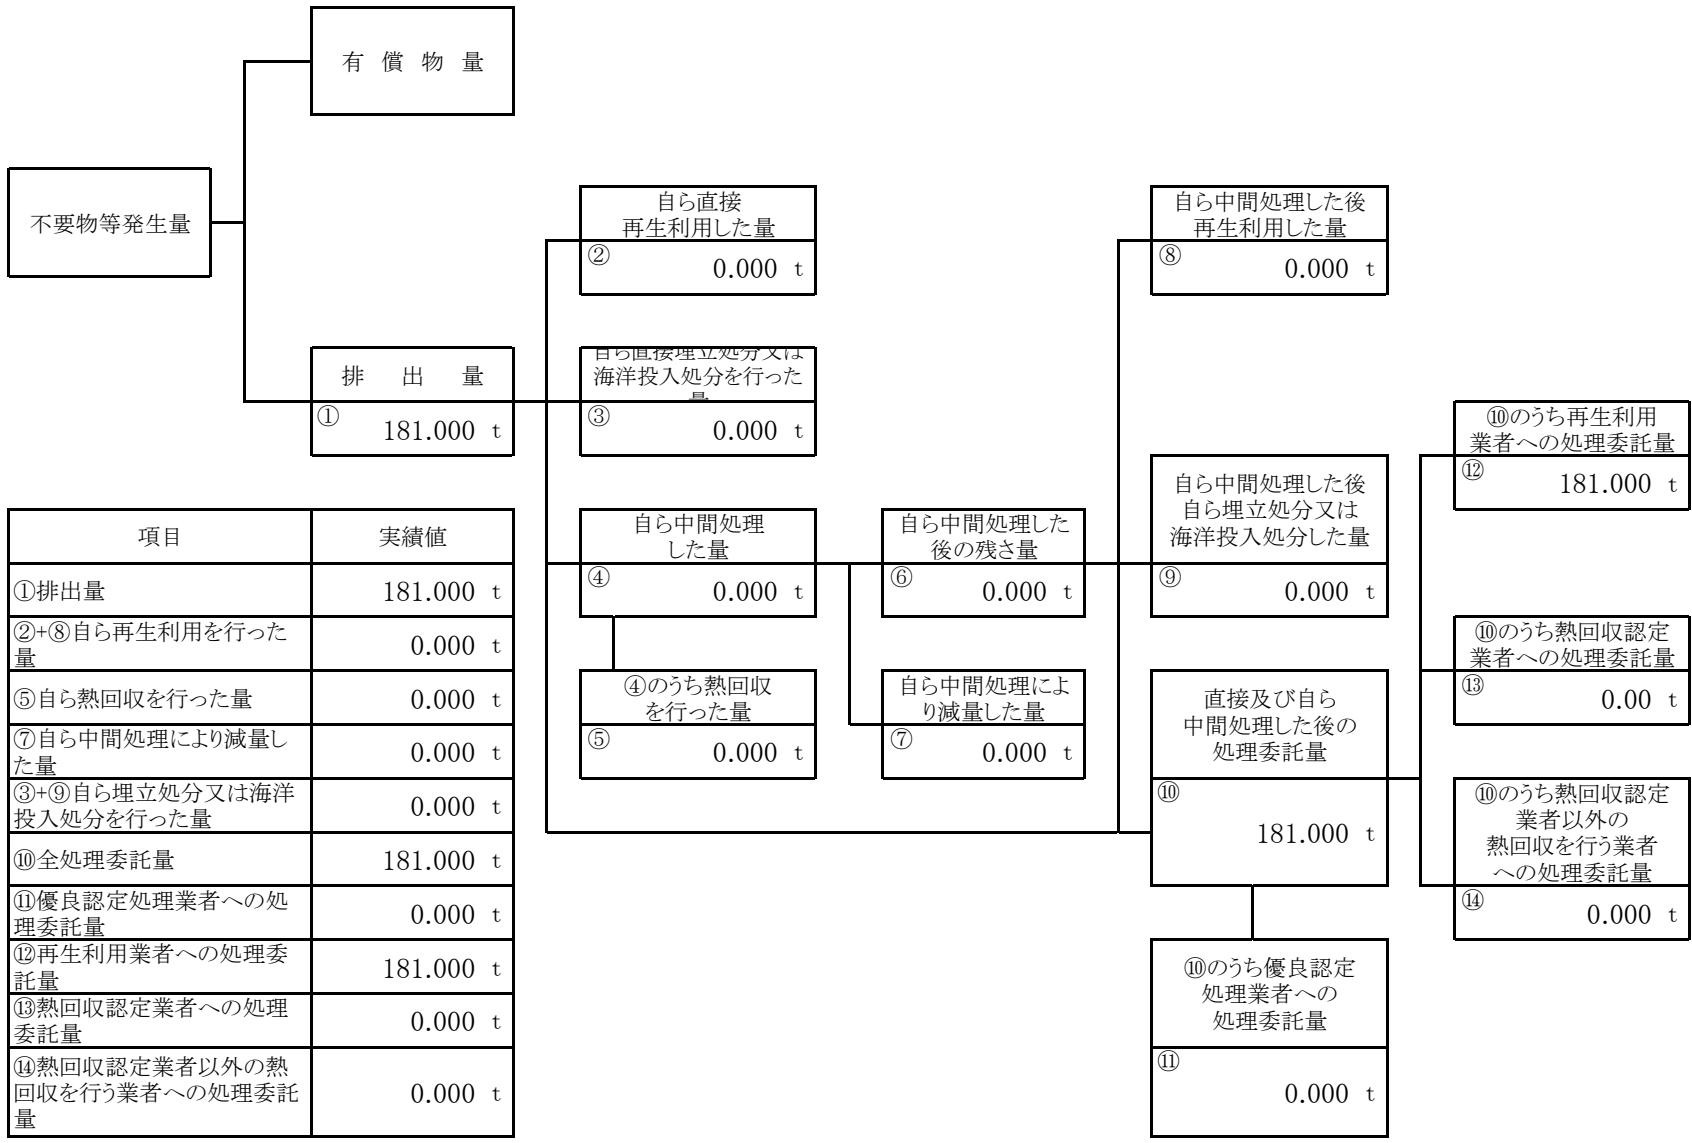 有 償 物 量
不要物等発生量
自ら直接
再生利用した量
②
0.000 t
自ら中間処理した後
再生利用した量
⑧
0.000 t
排 出 量
①
181.000 t
自ら直接埋立処分又は
海洋投入処分を行った
量
③
0.000 t
⑩のうち再生利用
業者への処理委託量
⑫
181.000 t
自ら中間処理
した量
④
0.000 t
自ら中間処理した
後の残さ量
⑥
0.000 t
自ら中間処理した後
自ら埋立処分又は
海洋投入処分した量
⑨
0.000 t
⑩のうち熱回収認定
業者への処理委託量
⑬
0.00 t
④のうち熱回収
を行った量
⑤
0.000 t
自ら中間処理によ
り減量した量
⑦
0.000 t
直接及び自ら
中間処理した後の
処理委託量
⑩
181.000 t
⑩のうち熱回収認定
業者以外の
熱回収を行う業者
への処理委託量
⑭
0.000 t
⑩のうち優良認定
処理業者への
処理委託量
⑪
0.000 t
項目 実績値
①排出量 181.000 t
②+⑧自ら再生利用を行った
量 0.000 t
⑤自ら熱回収を行った量 0.000 t
⑦自ら中間処理により減量し
た量 0.000 t
③+⑨自ら埋立処分又は海洋
投入処分を行った量 0.000 t
⑩全処理委託量 181.000 t
⑪優良認定処理業者への処
理委託量 0.000 t
⑫再生利用業者への処理委
託量 181.000 t
⑬熱回収認定業者への処理
委託量 0.000 t
⑭熱回収認定業者以外の熱
回収を行う業者への処理委託
量 0.000 t